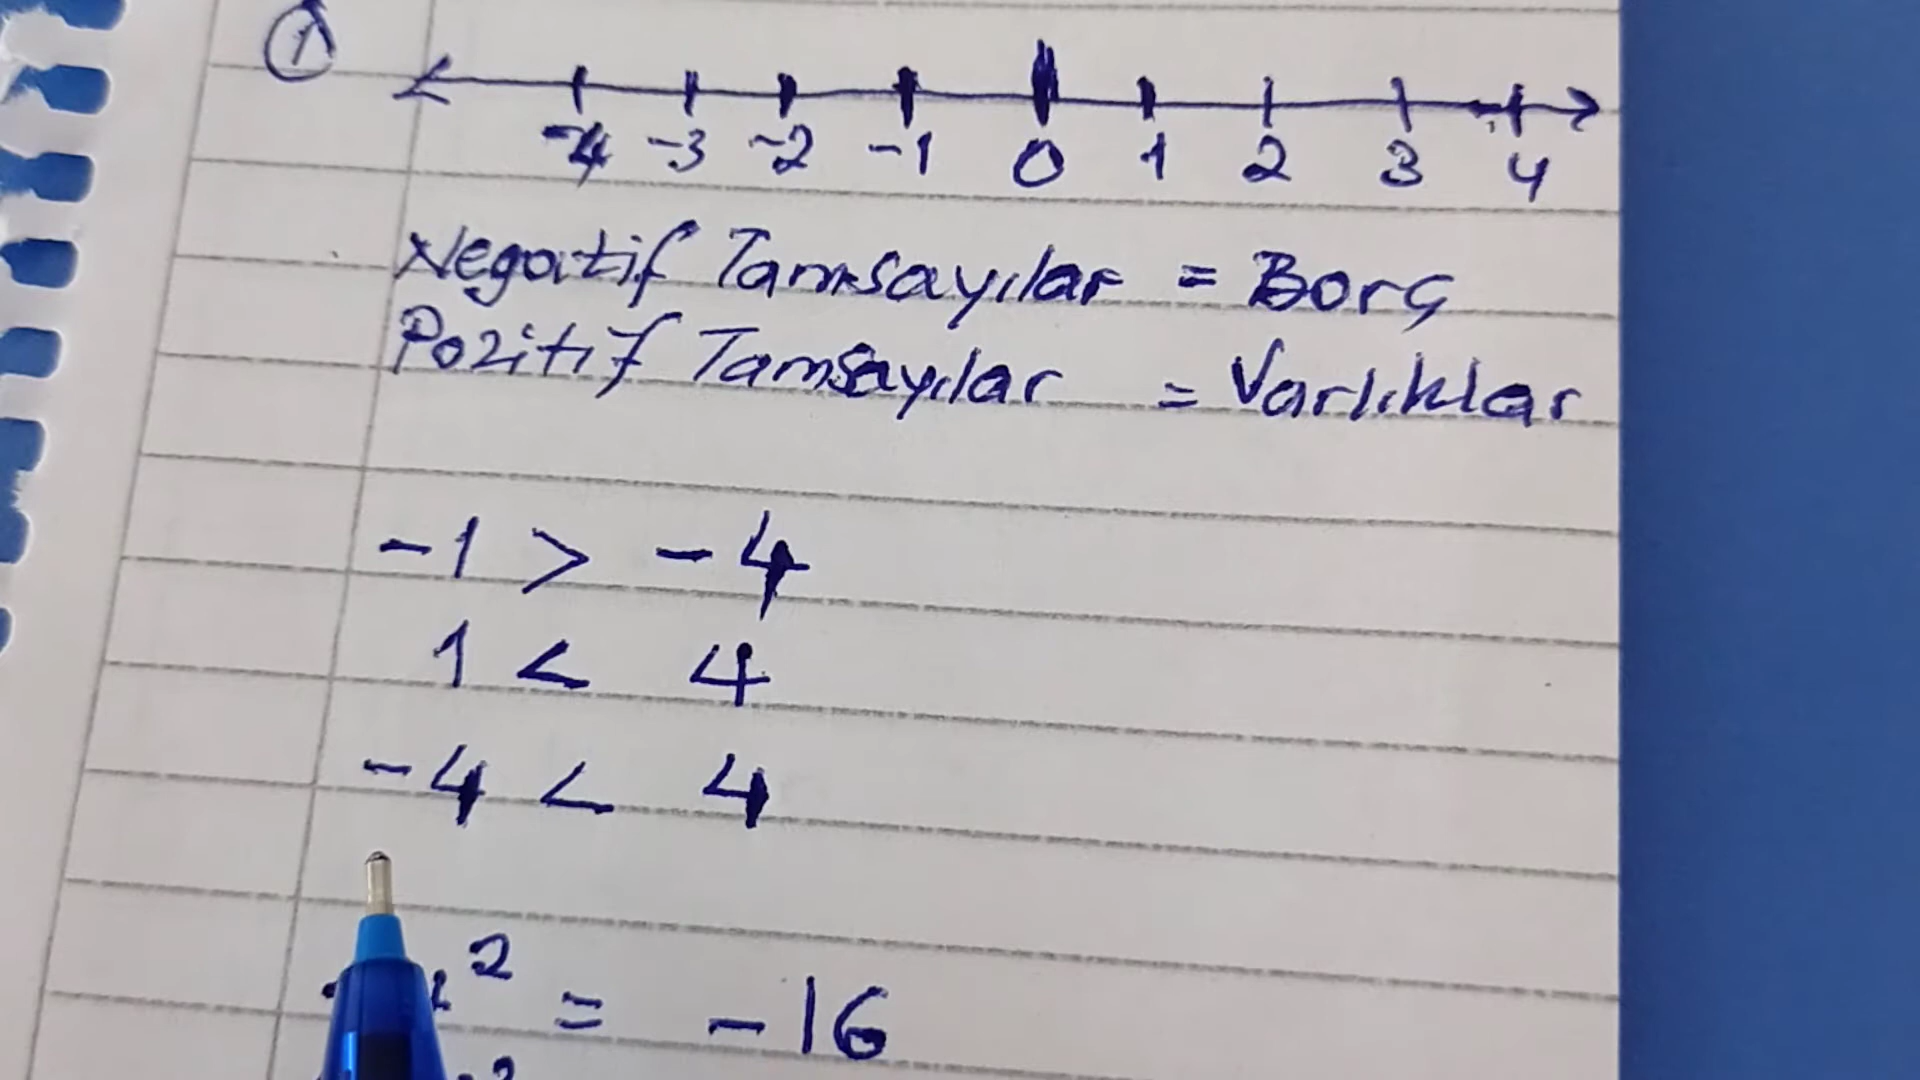 1
-4 -3 -2 -1 0 1 2 3 4
Negatif Tamsayılar = Borç
Pozitif Tamsayılar = Varlıklar
-1 > -4
1 < 4
-4 < 4
2 = -16